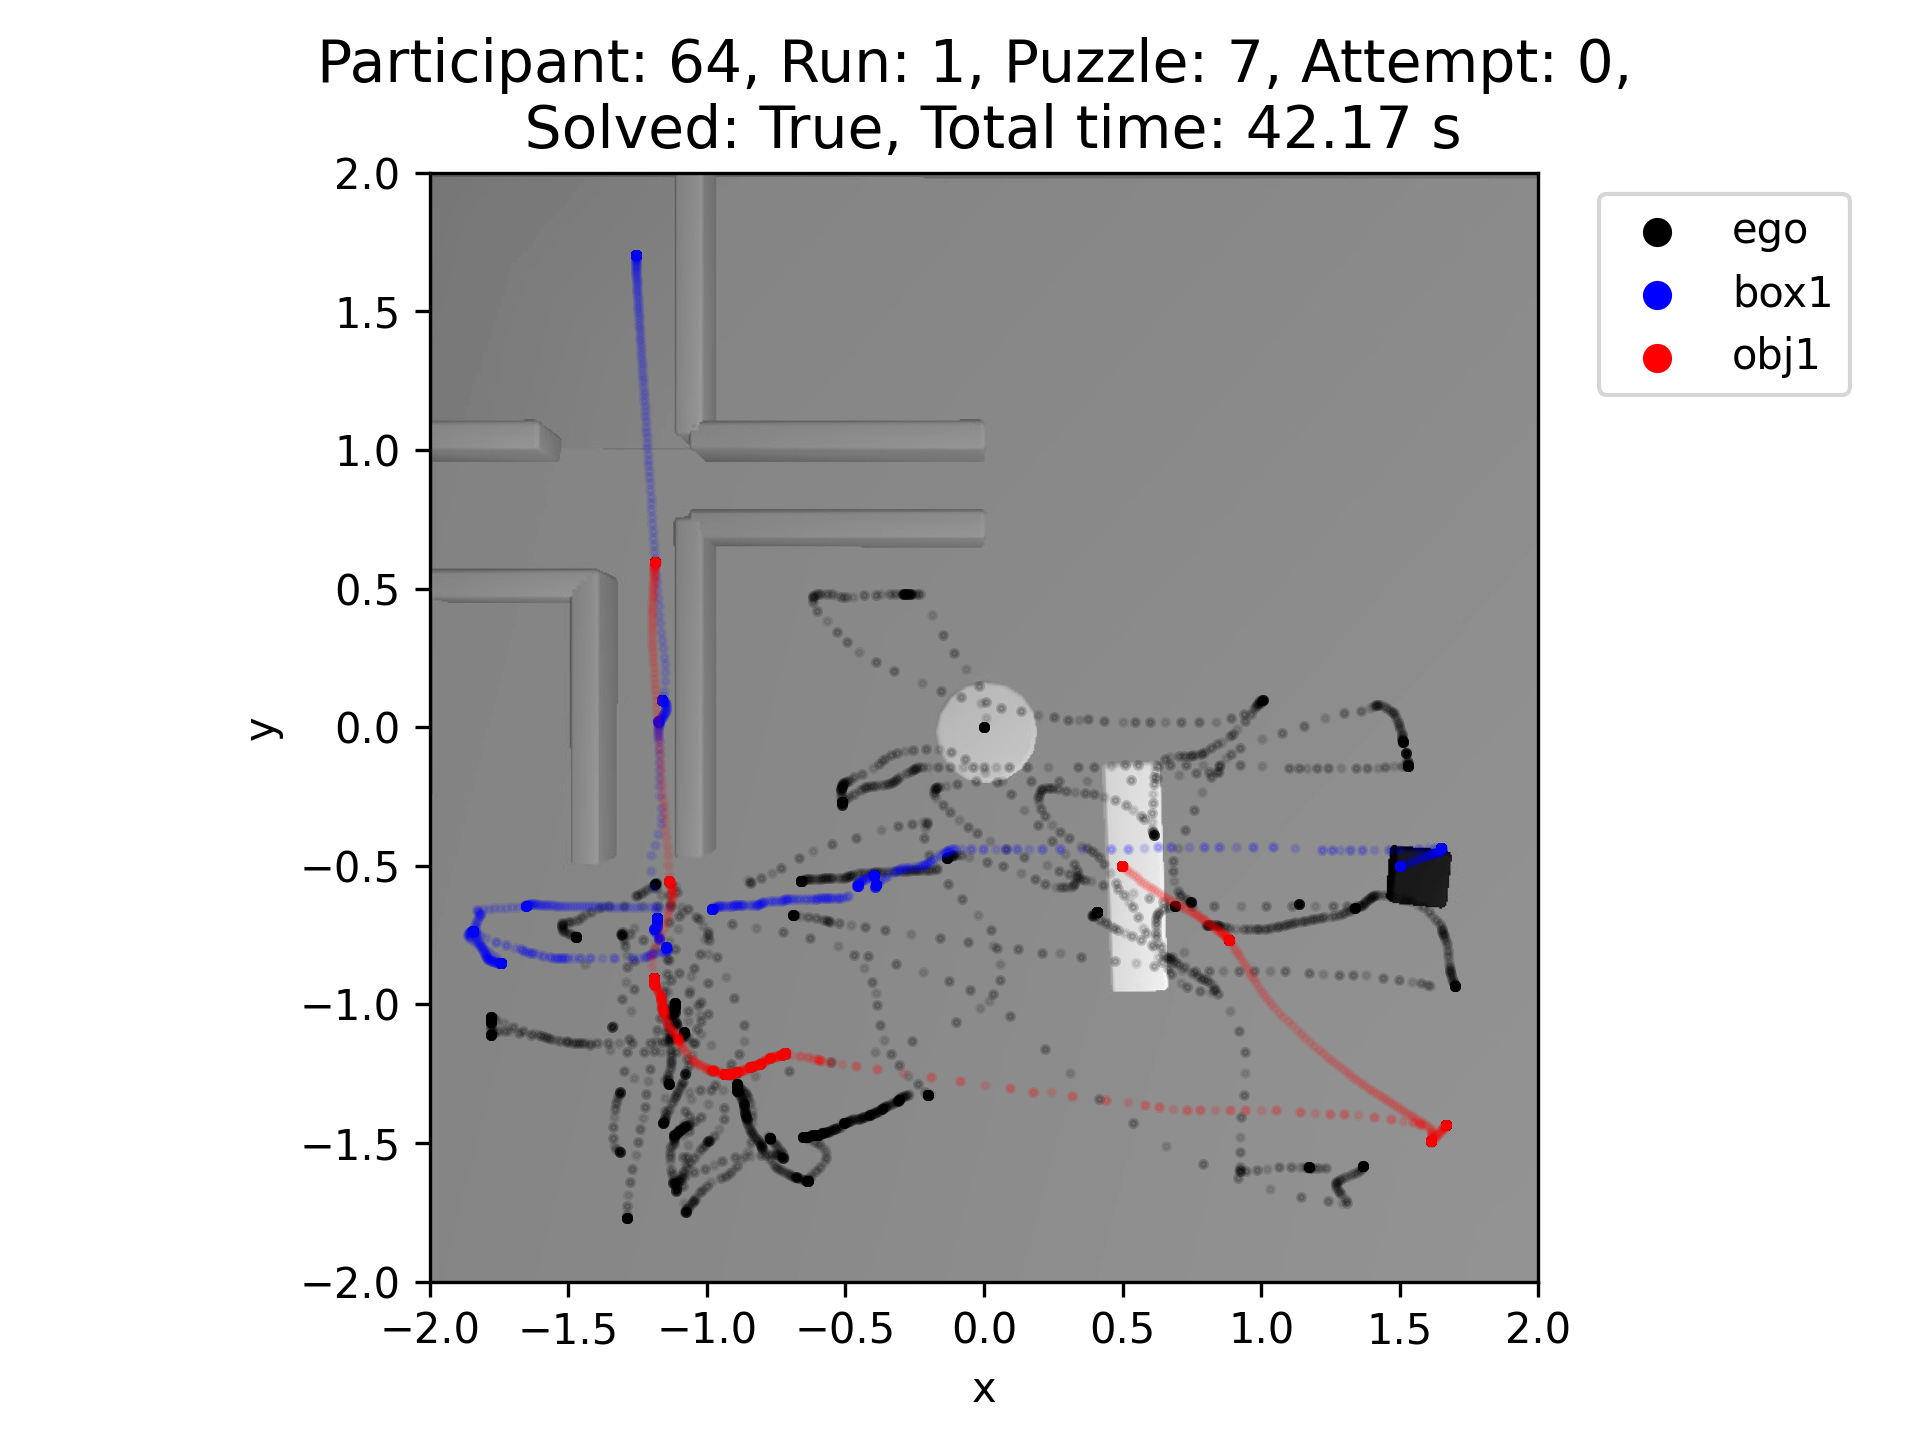 Participant: 64, Run: 1, Puzzle: 7, Attempt: 0,
Solved: True, Total time: 42.17 s
2.0
1.5
1.0
0.5
0.0
−0.5
−1.0
−1.5
−2.0
y
−2.0 −1.5 −1.0 −0.5 0.0 0.5 1.0 1.5 2.0
x
ego
box1
obj1